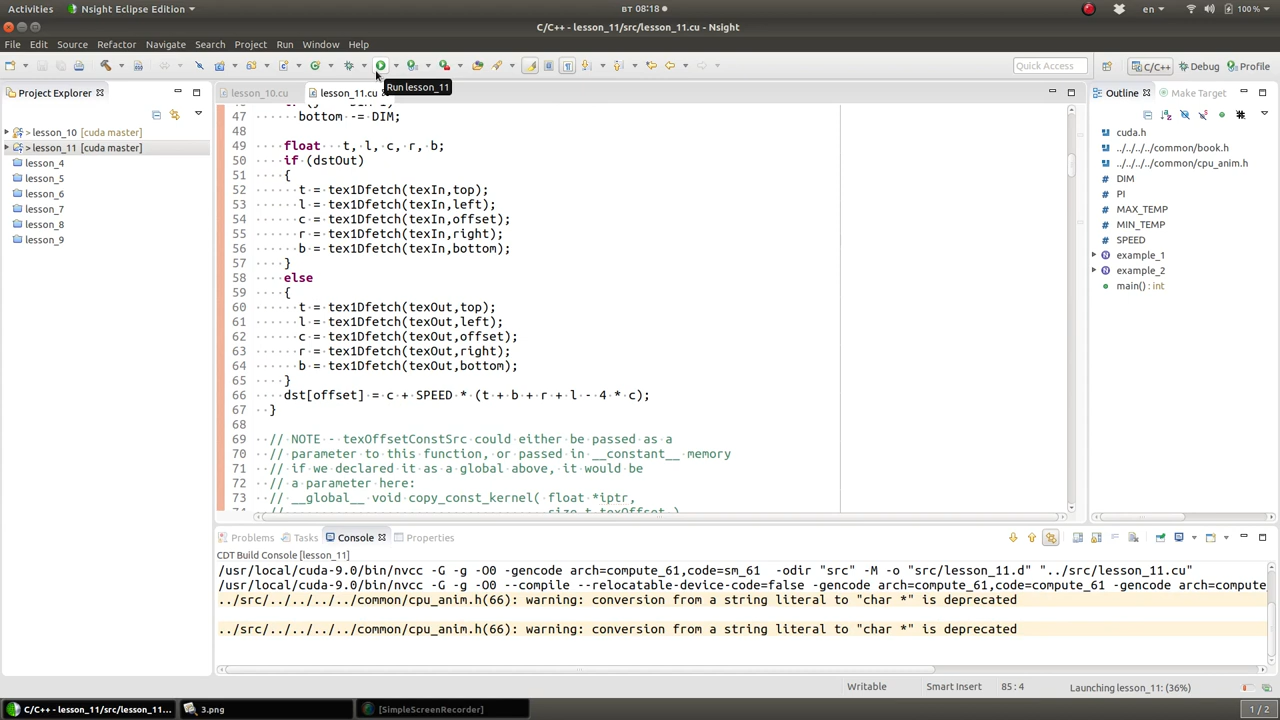 Activities
Nsight Eclipse Edition
ВТ 08:18
en
100 %
C/C++ - lesson_11/src/lesson_11.cu - Nsight
File Edit Source Refactor Navigate Search Project Run Window Help
Quick Access
C/C++
Debug
Profile
Run lesson_11
Project Explorer
lesson_10.cu
lesson_11.cu
Outline
Make Target
> lesson_10 [cuda master]
> lesson_11 [cuda master]
lesson_4
lesson_5
lesson_6
lesson_7
lesson_8
lesson_9
47 bottom -= DIM;
48
49 float t, l, c, r, b;
50 if (dstOut)
51 {
52 t = tex1Dfetch(texIn,top);
53 l = tex1Dfetch(texIn,left);
54 c = tex1Dfetch(texIn,offset);
55 r = tex1Dfetch(texIn,right);
56 b = tex1Dfetch(texIn,bottom);
57 }
58 else
59 {
60 t = tex1Dfetch(texOut,top);
61 l = tex1Dfetch(texOut,left);
62 c = tex1Dfetch(texOut,offset);
63 r = tex1Dfetch(texOut,right);
64 b = tex1Dfetch(texOut,bottom);
65 }
66 dst[offset] = c + SPEED * (t + b + r + l - 4 * c);
67 }
68
69 // NOTE - texOffsetConstSrc could either be passed as a
70 // parameter to this function, or passed in __constant__ memory
71 // if we declared it as a global above, it would be
72 // a parameter here:
73 // __global__ void copy_const_kernel( float *iptr,
cuda.h
../../../../common/book.h
../../../../common/cpu_anim.h
DIM
PI
MAX_TEMP
MIN_TEMP
SPEED
example_1
example_2
main() : int
Problems
Tasks
Console
Properties
CDT Build Console [lesson_11]
/usr/local/cuda-9.0/bin/nvcc -G -g -O0 -gencode arch=compute_61,code=sm_61 -odir "src" -M -o "src/lesson_11.d" "../src/lesson_11.cu"
/usr/local/cuda-9.0/bin/nvcc -G -g -O0 --compile --relocatable-device-code=false -gencode arch=compute_61,code=compute_61 -gencode arch=compute
../src/../../../../common/cpu_anim.h(66): warning: conversion from a string literal to "char *" is deprecated
../src/../../../../common/cpu_anim.h(66): warning: conversion from a string literal to "char *" is deprecated
Writable
Smart Insert
85 : 4
Launching lesson_11: (36%)
C/C++ - lesson_11/src/lesson_11...
3.png
[SimpleScreenRecorder]
1 / 2